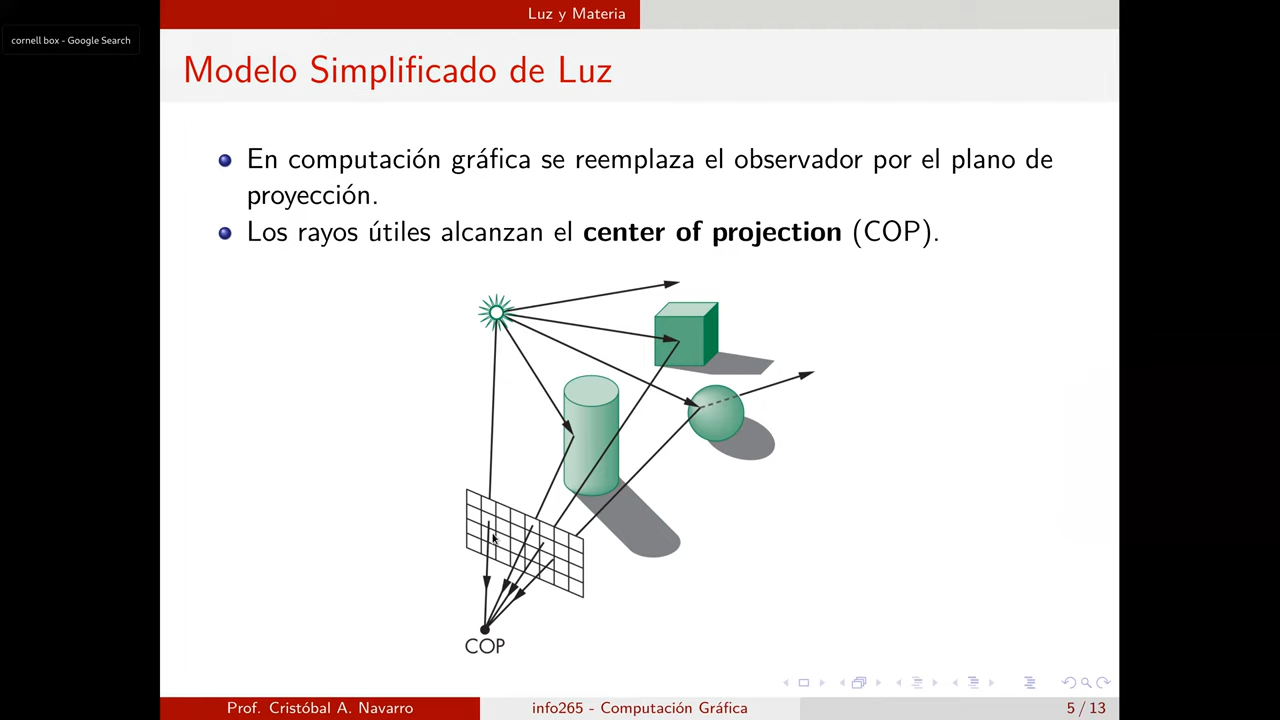 Luz y Materia
cornell box - Google Search
Modelo Simplificado de Luz
En computación gráfica se reemplaza el observador por el plano de
proyección.
Los rayos útiles alcanzan el center of projection (COP).
COP
Prof. Cristóbal A. Navarro
info265 - Computación Gráfica
5 / 13